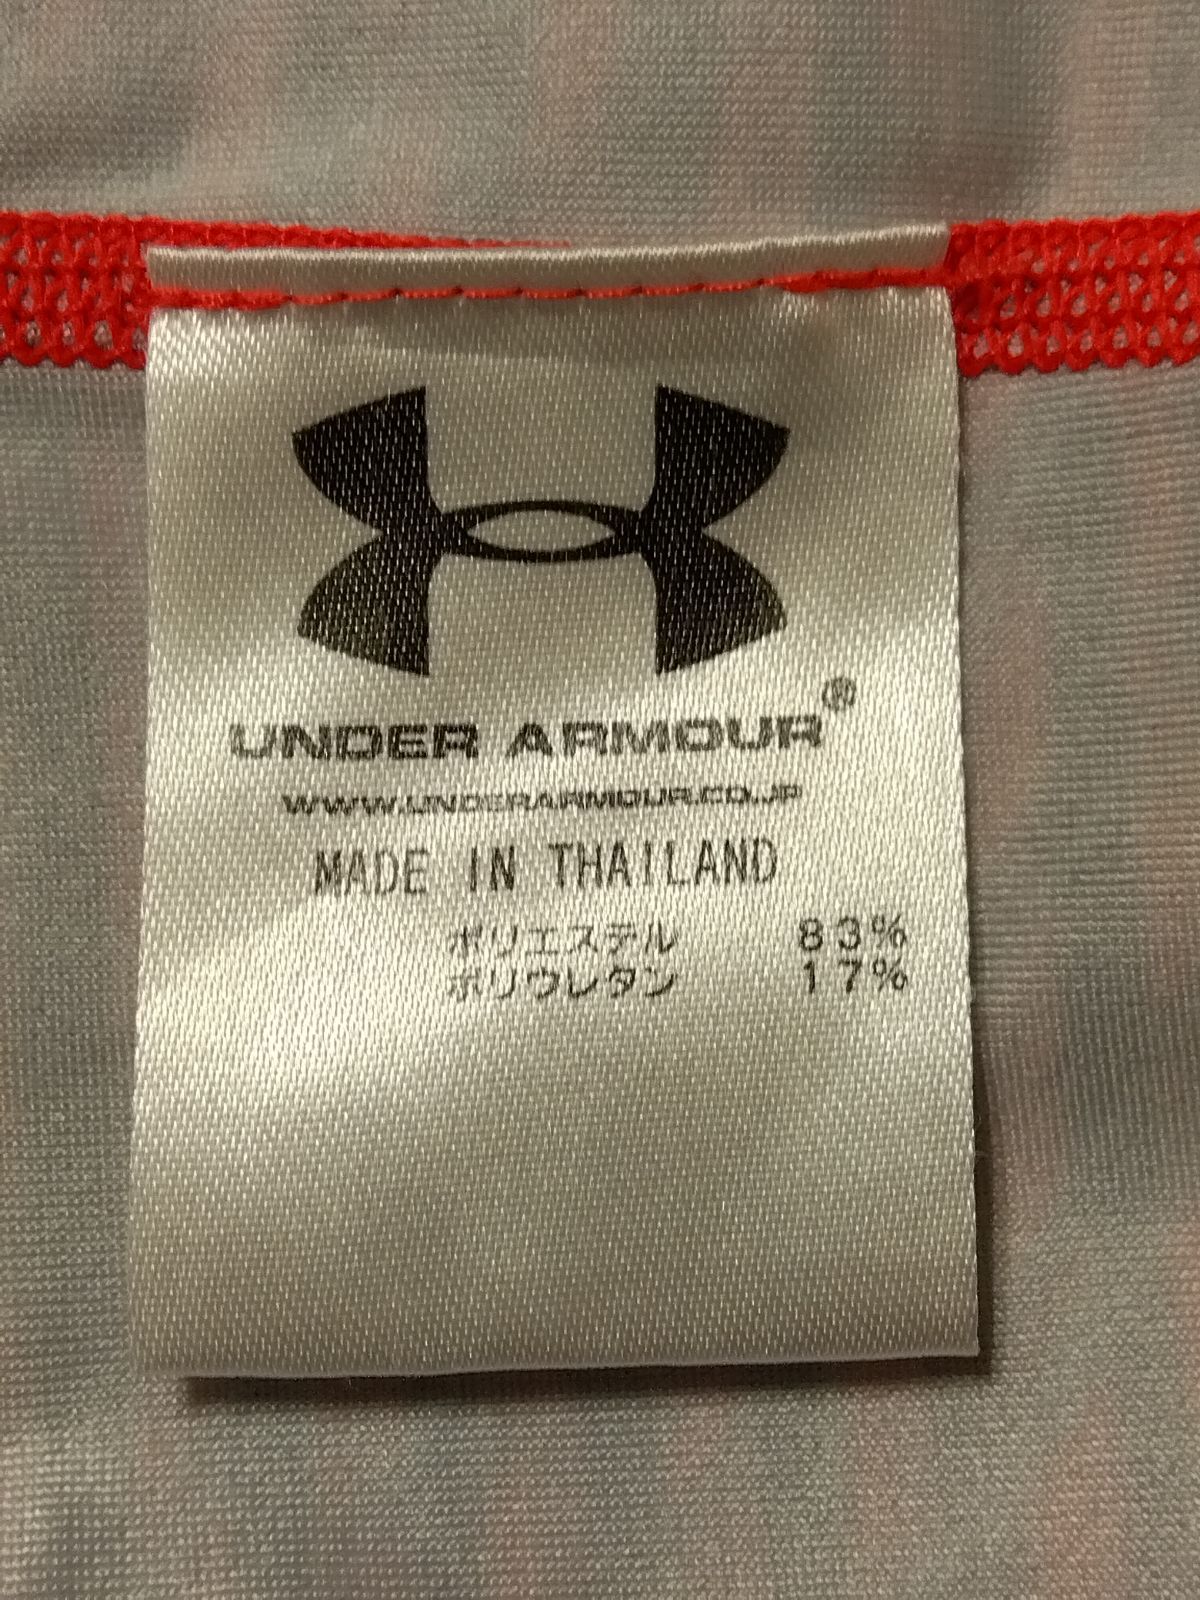 UNDER ARMOUR®
WWW.UNDERARMOUR.CO.JP
MADE IN THAILAND
ポリエステル 83%
ポリウレタン 17%